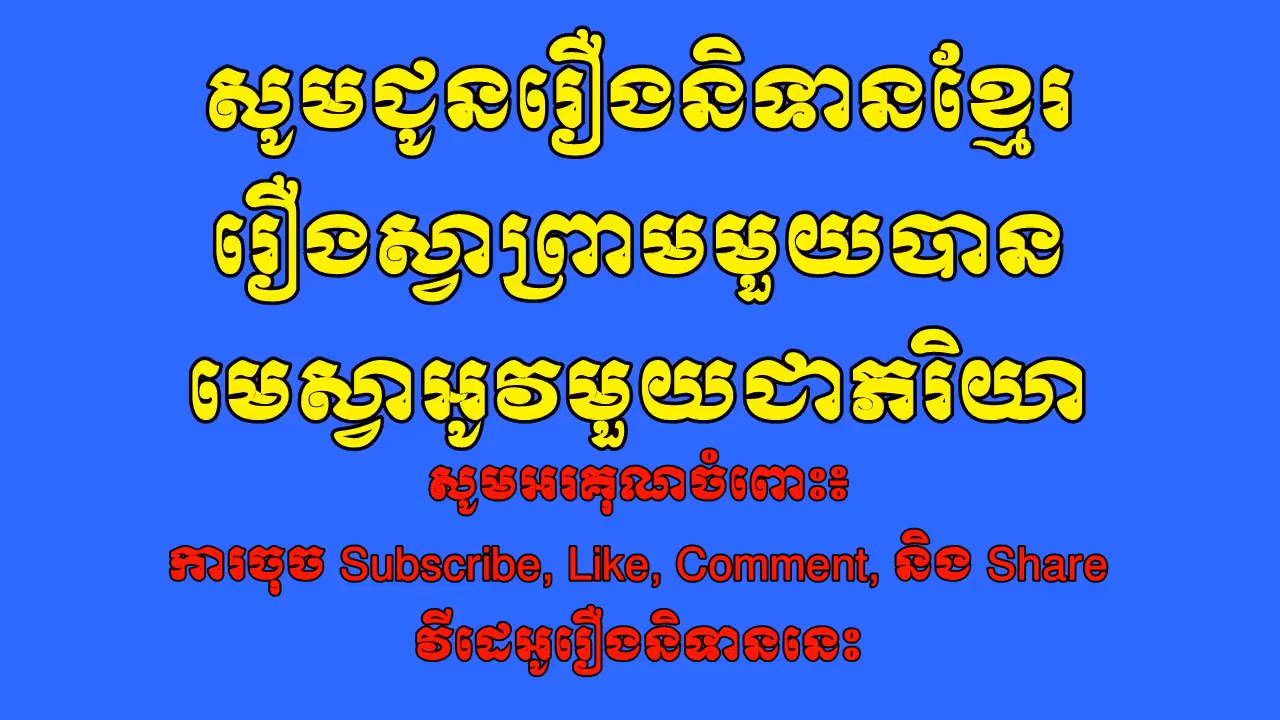 សូមជូនរឿងនិទានខ្មែរ
រឿងស្វាព្រាមមួយបាន
មេស្វាអូវមួយជាភរិយា
សូមអរគុណចំពោះ៖
ការចុច Subscribe, Like, Comment, និង Share
វីដេអូរឿងនិទាននេះ